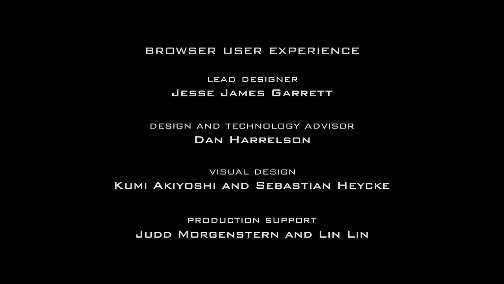 BROWSER USER EXPERIENCE
LEAD DESIGNER
JESSE JAMES GARRETT
DESIGN AND TECHNOLOGY ADVISOR
DAN HARRELSON
VISUAL DESIGN
KUMI AKIYOSHI AND SEBASTIAN HEYCKE
PRODUCTION SUPPORT
JUDD MORGENSTERN AND LIN LIN